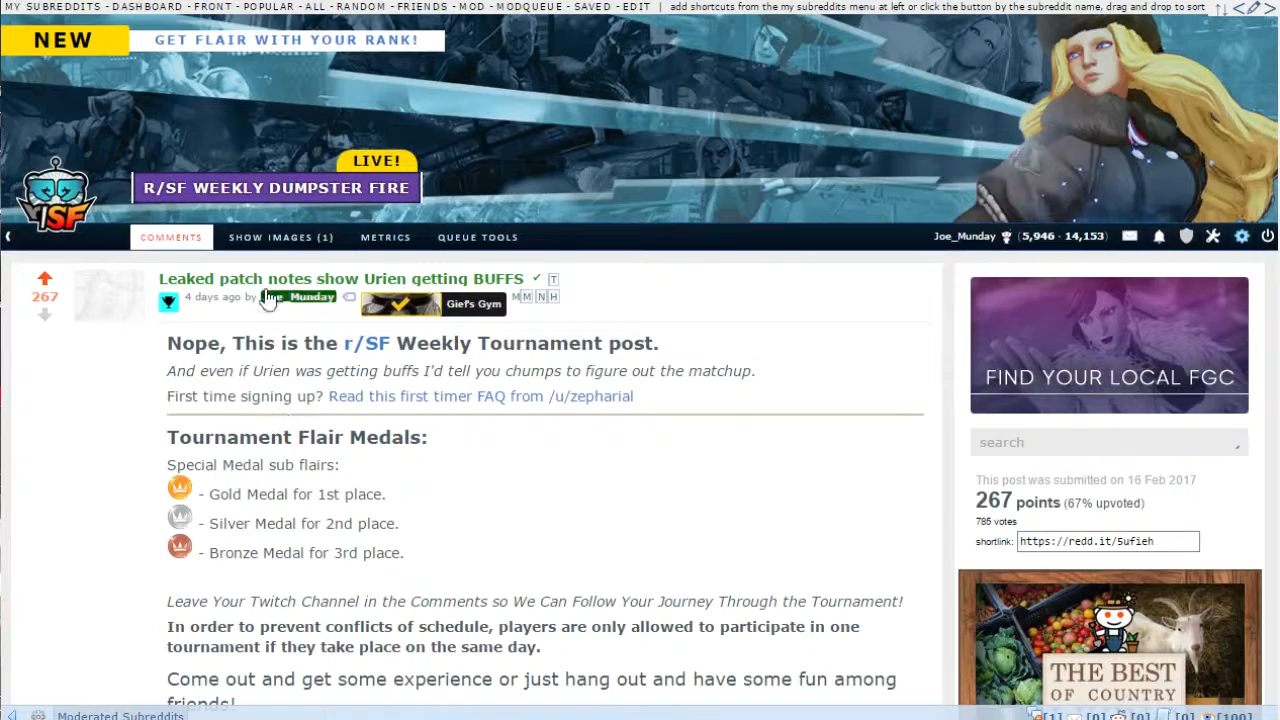 MY SUBREDDITS - DASHBOARD - FRONT - POPULAR - ALL - RANDOM - FRIENDS - MOD - MODQUEUE - SAVED - EDIT | add shortcuts from the my subreddits menu at left or click the button by the subreddit name, drag and drop to sort
NEW GET FLAIR WITH YOUR RANK!
LIVE!
R/SF WEEKLY DUMPSTER FIRE
r/SF
COMMENTS SHOW IMAGES (1) METRICS QUEUE TOOLS Joe_Munday (5,946 · 14,153)
Leaked patch notes show Urien getting BUFFS ✓ T
267
4 days ago by Munday Gief's Gym M M N H
Nope, This is the r/SF Weekly Tournament post.
And even if Urien was getting buffs I'd tell you chumps to figure out the matchup.
First time signing up? Read this first timer FAQ from /u/zepharial
Tournament Flair Medals:
Special Medal sub flairs:
- Gold Medal for 1st place.
- Silver Medal for 2nd place.
- Bronze Medal for 3rd place.
Leave Your Twitch Channel in the Comments so We Can Follow Your Journey Through the Tournament!
In order to prevent conflicts of schedule, players are only allowed to participate in one
tournament if they take place on the same day.
Come out and get some experience or just hang out and have some fun among
friends!
FIND YOUR LOCAL FGC
search
This post was submitted on 16 Feb 2017
267 points (67% upvoted)
785 votes
shortlink: https://redd.it/5ufieh
THE BEST
OF COUNTRY
Moderated Subreddits [1] [0] [0] [0] [100]